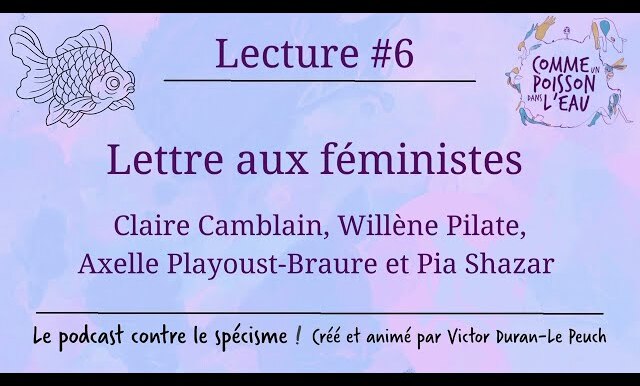 Lecture #6
COMME UN
POISSON
DANS L'EAU
Lettre aux féministes
Claire Camblain, Willène Pilate,
Axelle Playoust-Braure et Pia Shazar
Le podcast contre le spécisme ! Créé et animé par Victor Duran-Le Peuch